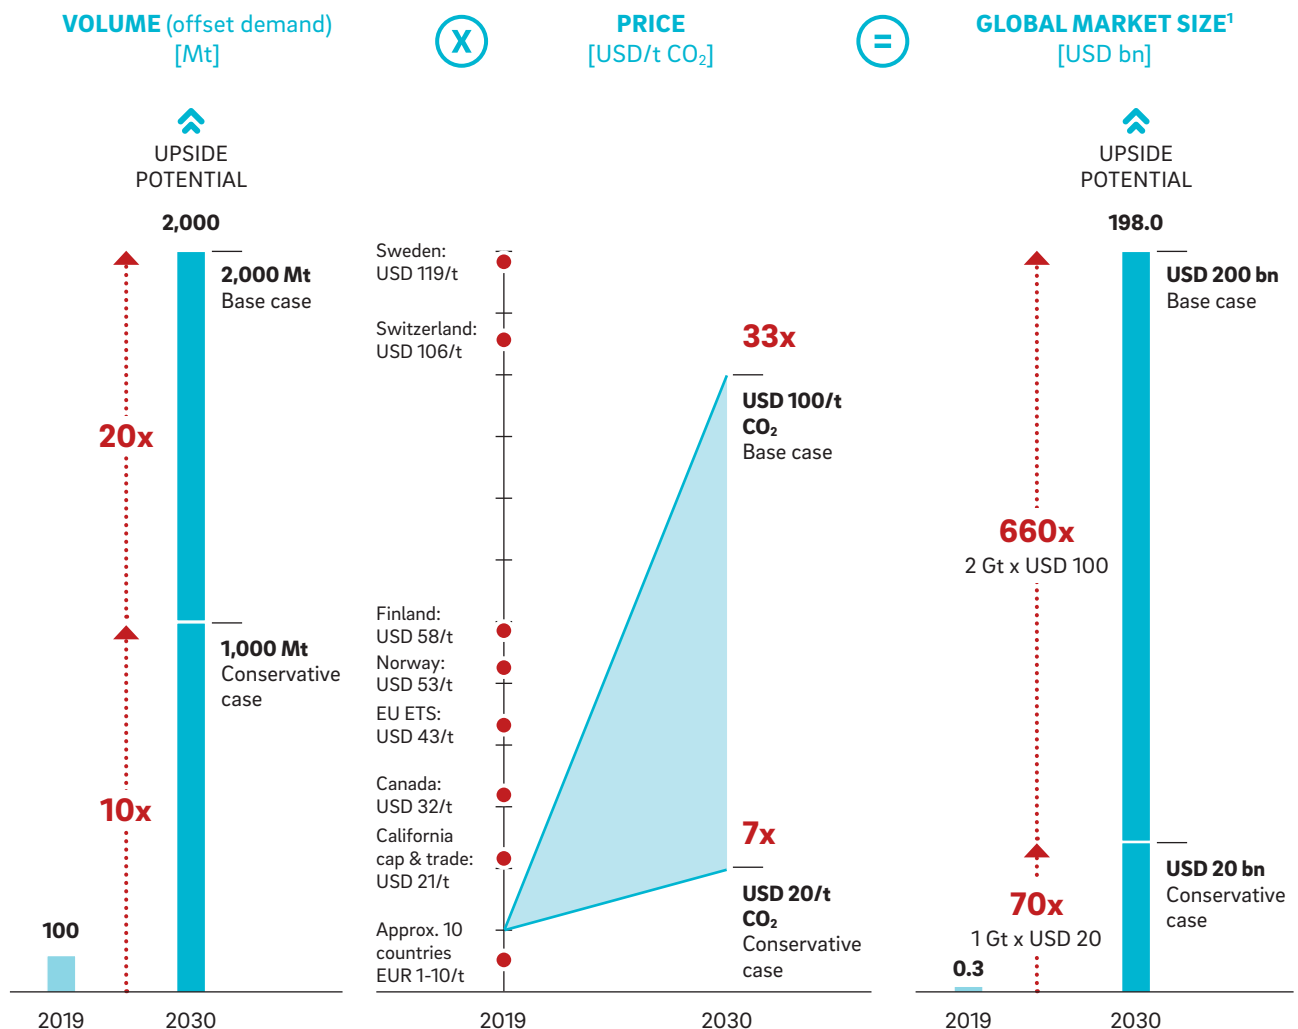 VOLUME (offset demand)
[Mt]
X
PRICE
[USD/t CO₂]
=
GLOBAL MARKET SIZE¹
[USD bn]
UPSIDE
POTENTIAL
2,000
2,000 Mt
Base case
20x
1,000 Mt
Conservative
case
10x
100
2019
2030
Sweden:
USD 119/t
Switzerland:
USD 106/t
Finland:
USD 58/t
Norway:
USD 53/t
EU ETS:
USD 43/t
Canada:
USD 32/t
California
cap & trade:
USD 21/t
Approx. 10
countries
EUR 1-10/t
33x
USD 100/t
CO₂
Base case
7x
USD 20/t
CO₂
Conservative
case
2019
2030
UPSIDE
POTENTIAL
198.0
USD 200 bn
Base case
660x
2 Gt x USD 100
USD 20 bn
Conservative
case
70x
1 Gt x USD 20
0.3
2019
2030